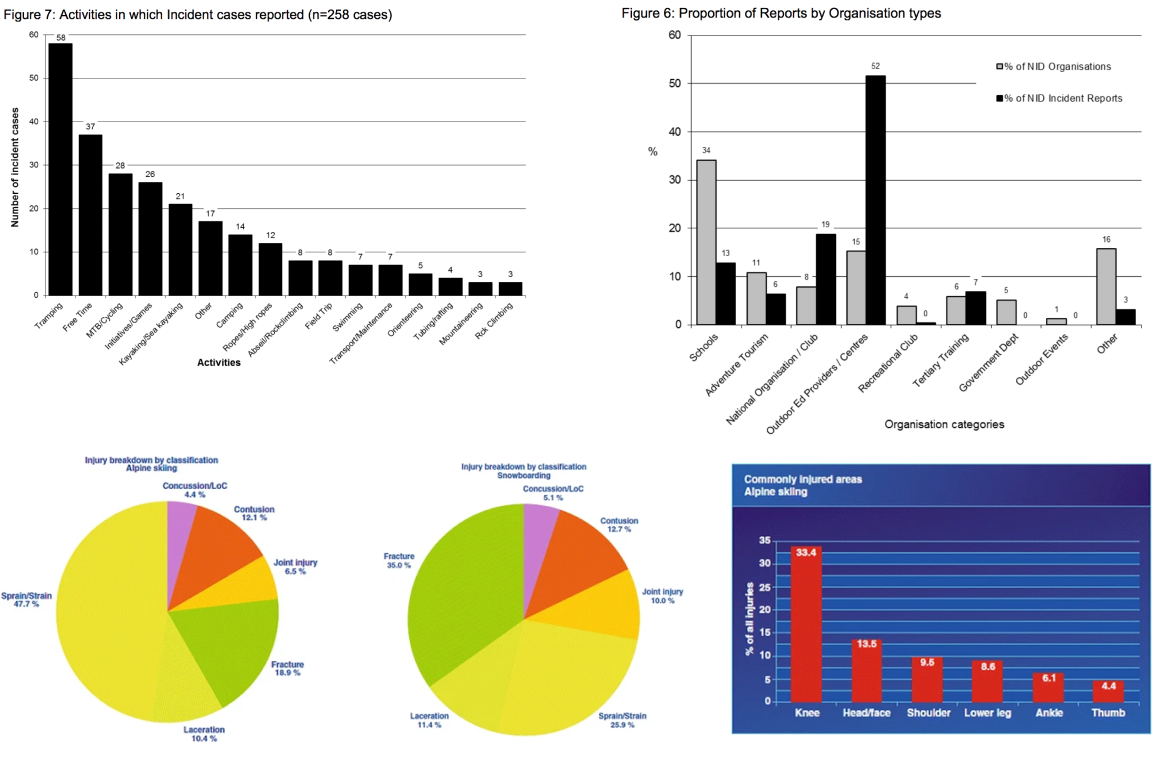 Figure 7: Activities in which Incident cases reported (n=258 cases)
60
50
40
30
20
10
0
Number of Incident cases
58
37
28
26
21
17
14
12
8
8
7
7
5
4
3
3
Tramping
Free Time
MTB/Cycling
Initiatives/Games
Kayaking/Sea kayaking
Other
Camping
Ropes/High ropes
Abseil/Rockclimbing
Field Trip
Swimming
Transport/Maintenance
Orienteering
Tubing/rafting
Mountaineering
Rck Climbing
Activities
Figure 6: Proportion of Reports by Organisation types
60
50
40
30
20
10
0
%
% of NID Organisations
% of NID Incident Reports
34
13
11
6
8
19
15
52
4
0
6
7
5
0
1
0
16
3
Schools
Adventure Tourism
National Organisation / Club
Outdoor Ed Providers / Centres
Recreational Club
Tertiary Training
Government Dept
Outdoor Events
Other
Organisation categories
Injury breakdown by classification
Alpine skiing
Concussion/LoC
4.4 %
Contusion
12.1 %
Joint injury
6.5 %
Fracture
18.9 %
Laceration
10.4 %
Sprain/Strain
47.7 %
Injury breakdown by classification
Snowboarding
Concussion/LoC
5.1 %
Contusion
12.7 %
Joint injury
10.0 %
Sprain/Strain
25.9 %
Laceration
11.4 %
Fracture
35.0 %
Commonly injured areas
Alpine skiing
35
30
25
20
15
10
5
0
% of all injuries
33.4
13.5
9.5
8.6
6.1
4.4
Knee
Head/face
Shoulder
Lower leg
Ankle
Thumb